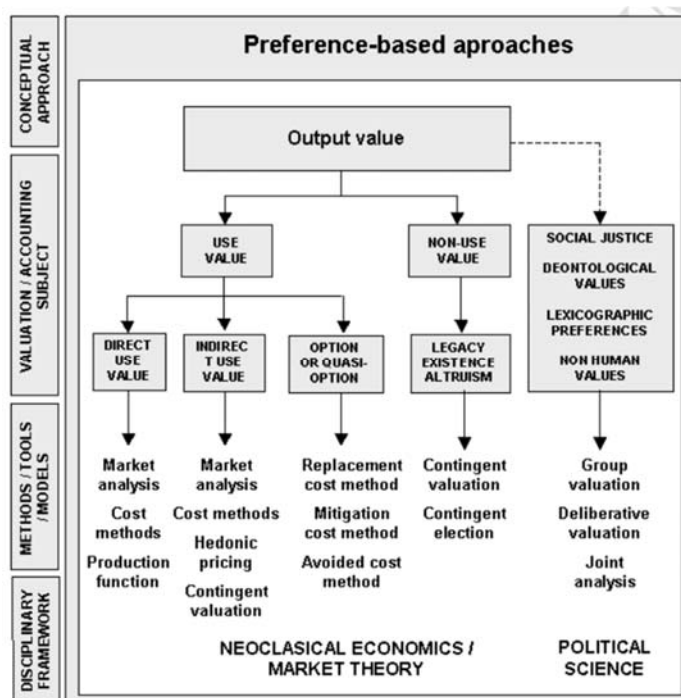 Preference-based aproaches
CONCEPTUAL
APPROACH
Output value
VALUATION / ACCOUNTING
SUBJECT
USE
VALUE
NON-USE
VALUE
SOCIAL JUSTICE
DEONTOLOGICAL
VALUES
LEXICOGRAPHIC
PREFERENCES
NON HUMAN
VALUES
DIRECT
USE
VALUE
INDIREC
T USE
VALUE
OPTION
OR QUASI-
OPTION
LEGACY
EXISTENCE
ALTRUISM
METHODS / TOOLS
/ MODELS
Market
analysis
Cost
methods
Production
function
Market
analysis
Cost methods
Hedonic
pricing
Contingent
valuation
Replacement
cost method
Mitigation
cost method
Avoided cost
method
Contingent
valuation
Contingent
election
Group
valuation
Deliberative
valuation
Joint
analysis
DISCIPLINARY
FRAMEWORK
NEOCLASICAL ECONOMICS /
MARKET THEORY
POLITICAL
SCIENCE